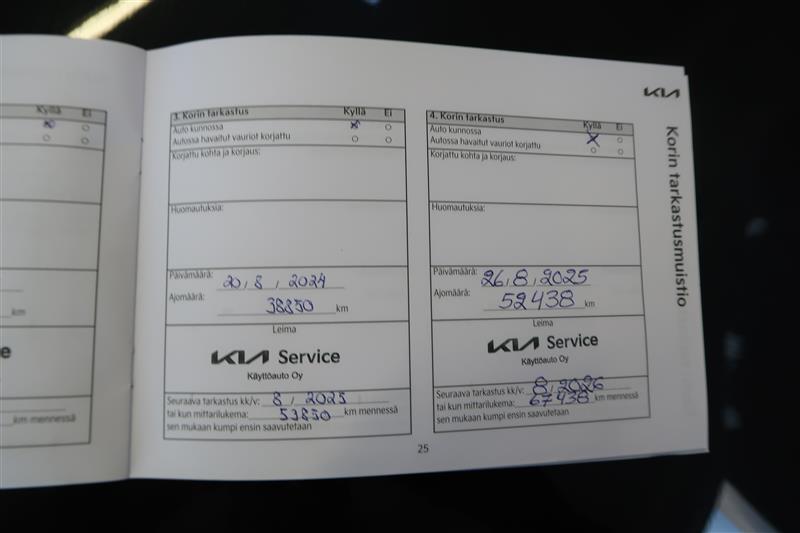 Kyllä Ei
km
3. Korin tarkastus Kyllä Ei
Auto kunnossa
Autossa havaitut vauriot korjattu
Korjattu kohta ja korjaus:
Huomautuksia:
Päivämäärä: 20, 8, 2024
Ajomäärä: 38850 km
Leima
KIA Service
Käyttöauto Oy
Seuraava tarkastus kk/v: 8, 2025
tai kun mittarilukema: 53850 km mennessä
sen mukaan kumpi ensin saavutetaan
4. Korin tarkastus Kyllä Ei
Auto kunnossa
Autossa havaitut vauriot korjattu
Korjattu kohta ja korjaus:
Huomautuksia:
Päivämäärä: 26, 8, 2025
Ajomäärä: 52438 km
Leima
KIA Service
Käyttöauto Oy
Seuraava tarkastus kk/v: 8, 2026
tai kun mittarilukema: 67438 km mennessä
sen mukaan kumpi ensin saavutetaan
KIA
Korin tarkastusmuistio
25